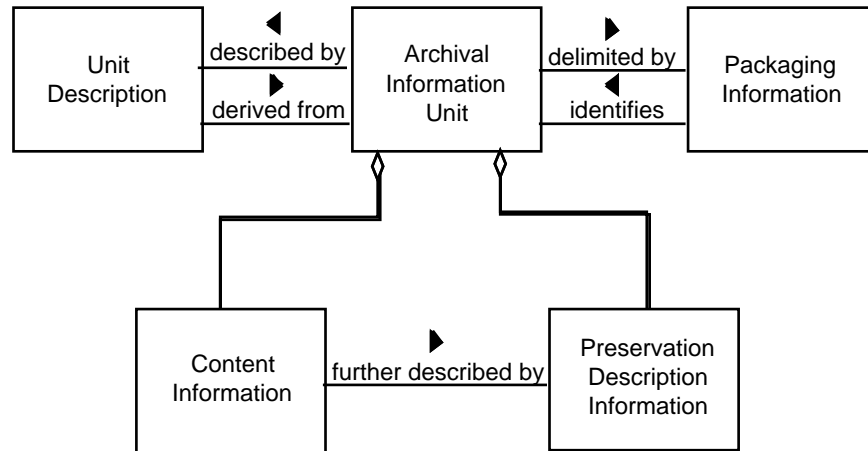 Unit
Description
described by
derived from
Archival
Information
Unit
delimited by
identifies
Packaging
Information
Content
Information
further described by
Preservation
Description
Information